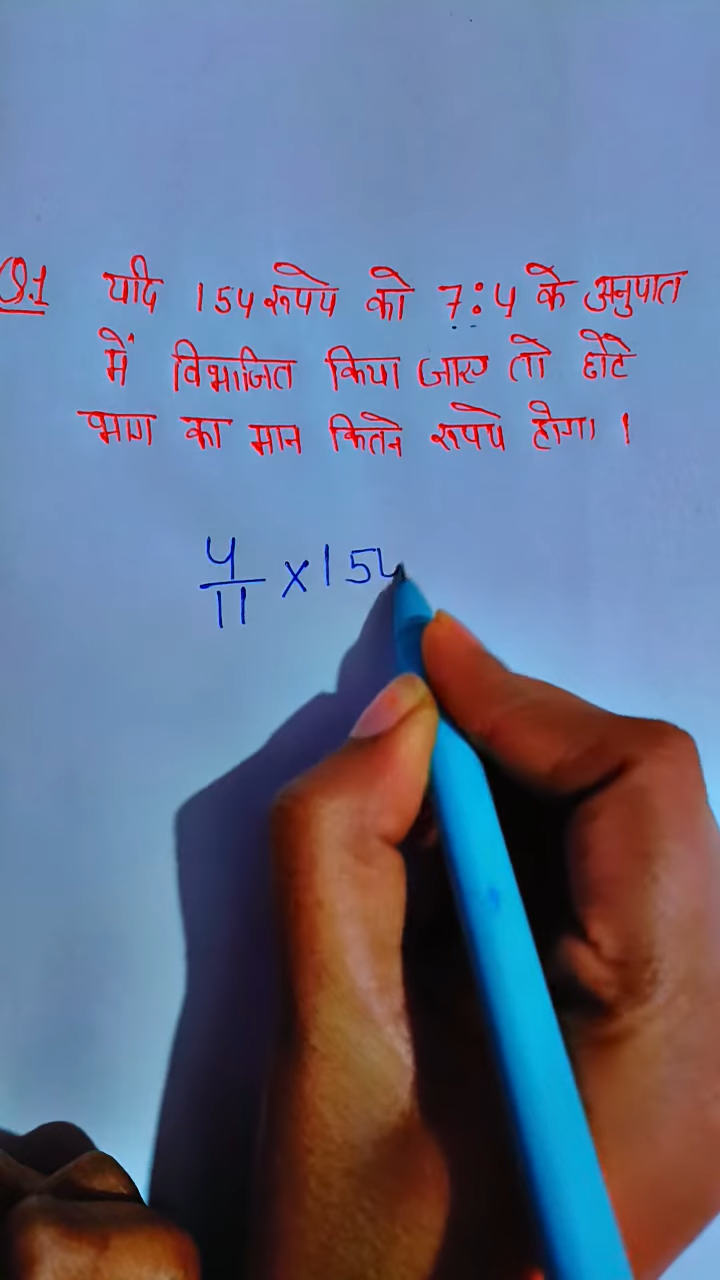 Q.1 यदि 154 रूपये को 7:4 के अनुपात
में विभाजित किया जाए तो छोटे
भाग का मान कितने रूपये होगा ।
4/11 × 154